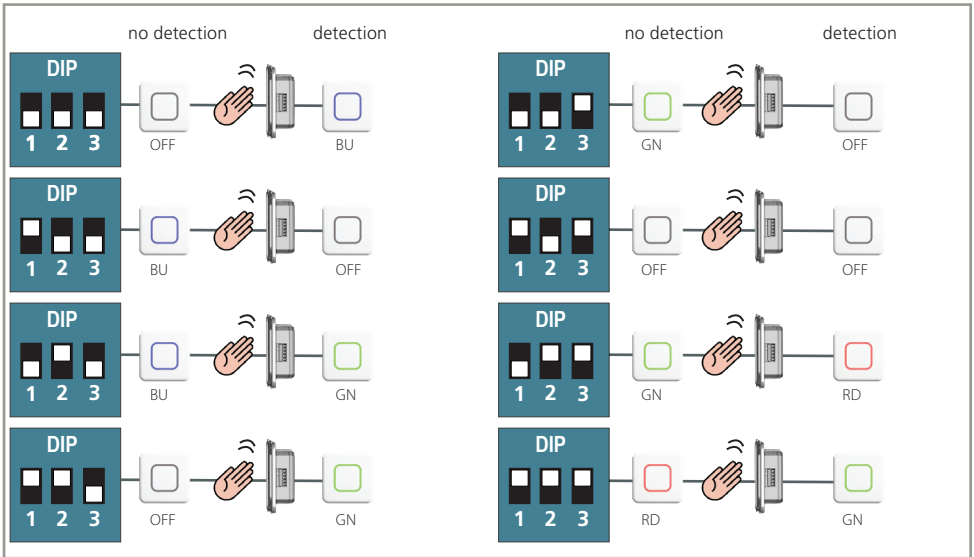 no detection detection
DIP
1 2 3
OFF BU
DIP
1 2 3
BU OFF
DIP
1 2 3
BU GN
DIP
1 2 3
OFF GN
no detection detection
DIP
1 2 3
GN OFF
DIP
1 2 3
OFF OFF
DIP
1 2 3
GN RD
DIP
1 2 3
RD GN